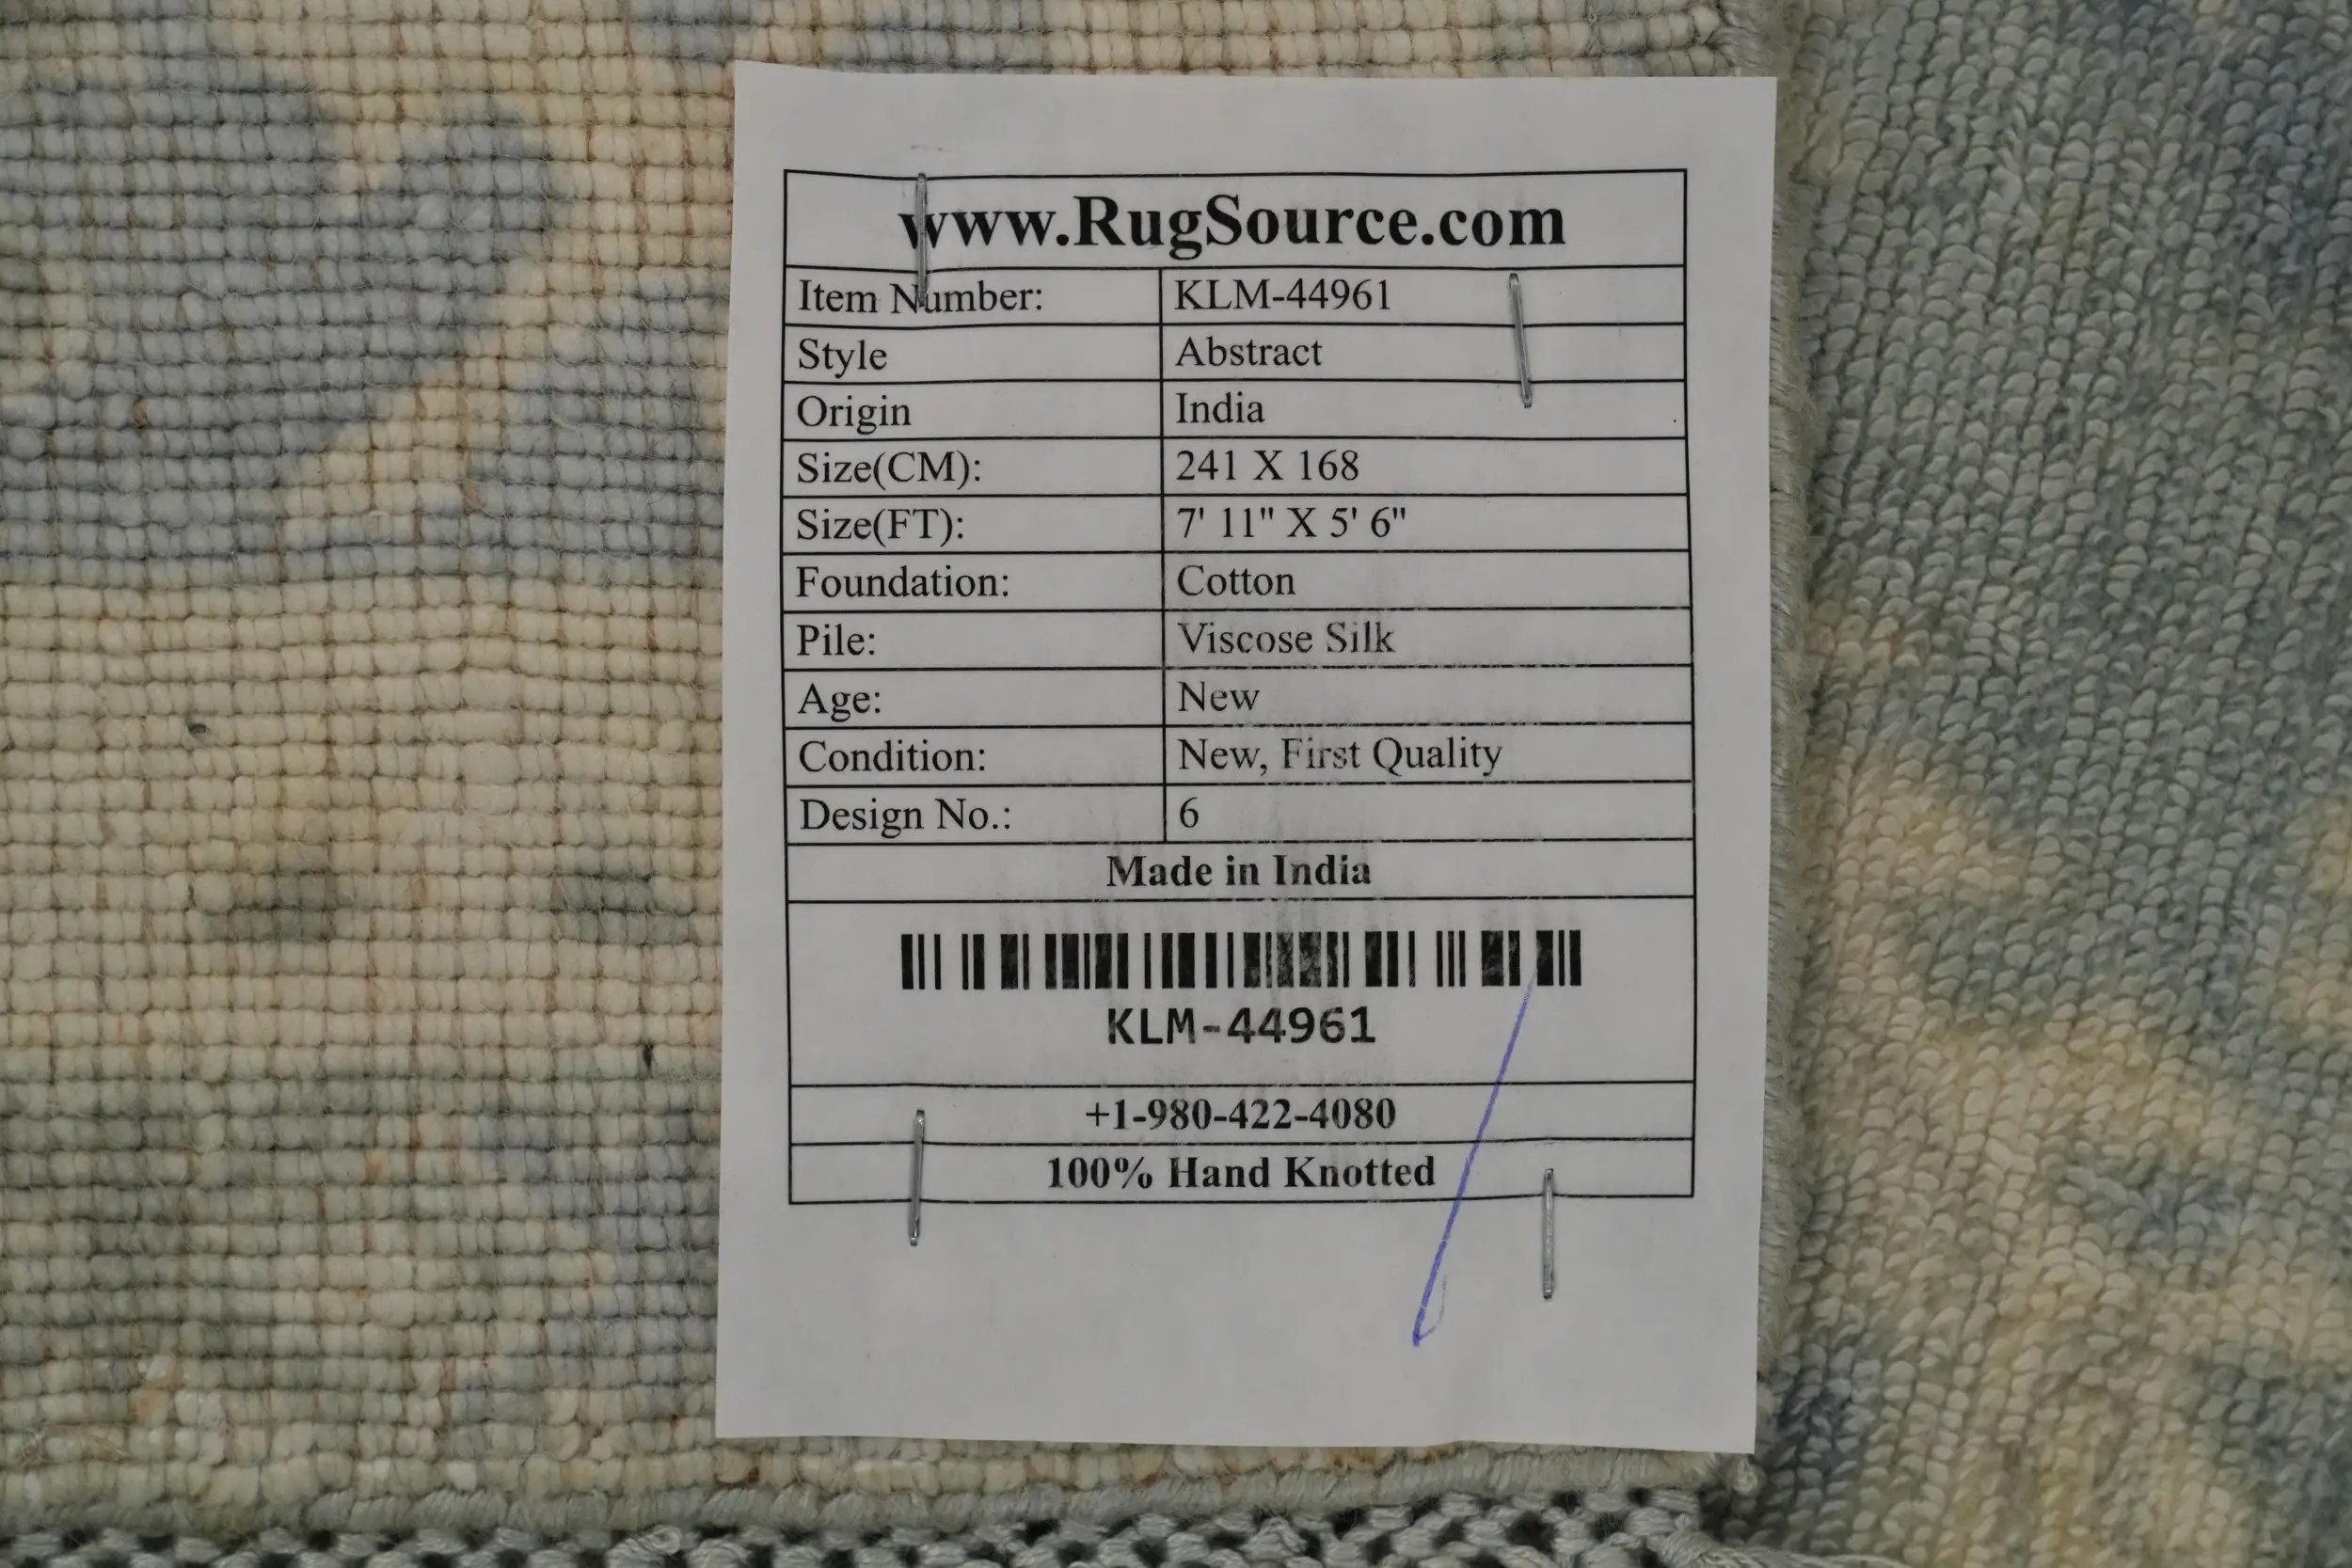 www.RugSource.com
Item Number: KLM-44961
Style Abstract
Origin India
Size(CM): 241 X 168
Size(FT): 7' 11" X 5' 6"
Foundation: Cotton
Pile: Viscose Silk
Age: New
Condition: New, First Quality
Design No.: 6
Made in India
KLM-44961
+1-980-422-4080
100% Hand Knotted